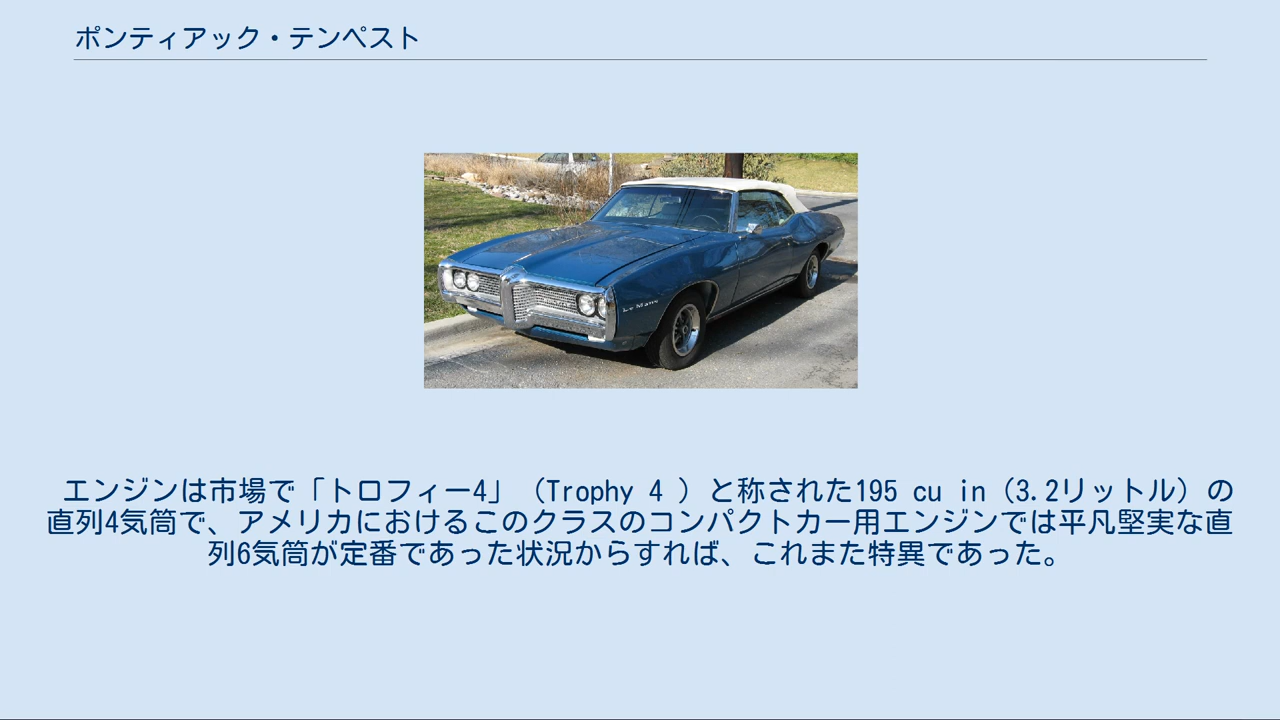 ポンティアック・テンペスト
Le Mans
エンジンは市場で「トロフィー4」（Trophy 4 ）と称された195 cu in（3.2リットル）の
直列4気筒で、アメリカにおけるこのクラスのコンパクトカー用エンジンでは平凡堅実な直
列6気筒が定番であった状況からすれば、これまた特異であった。